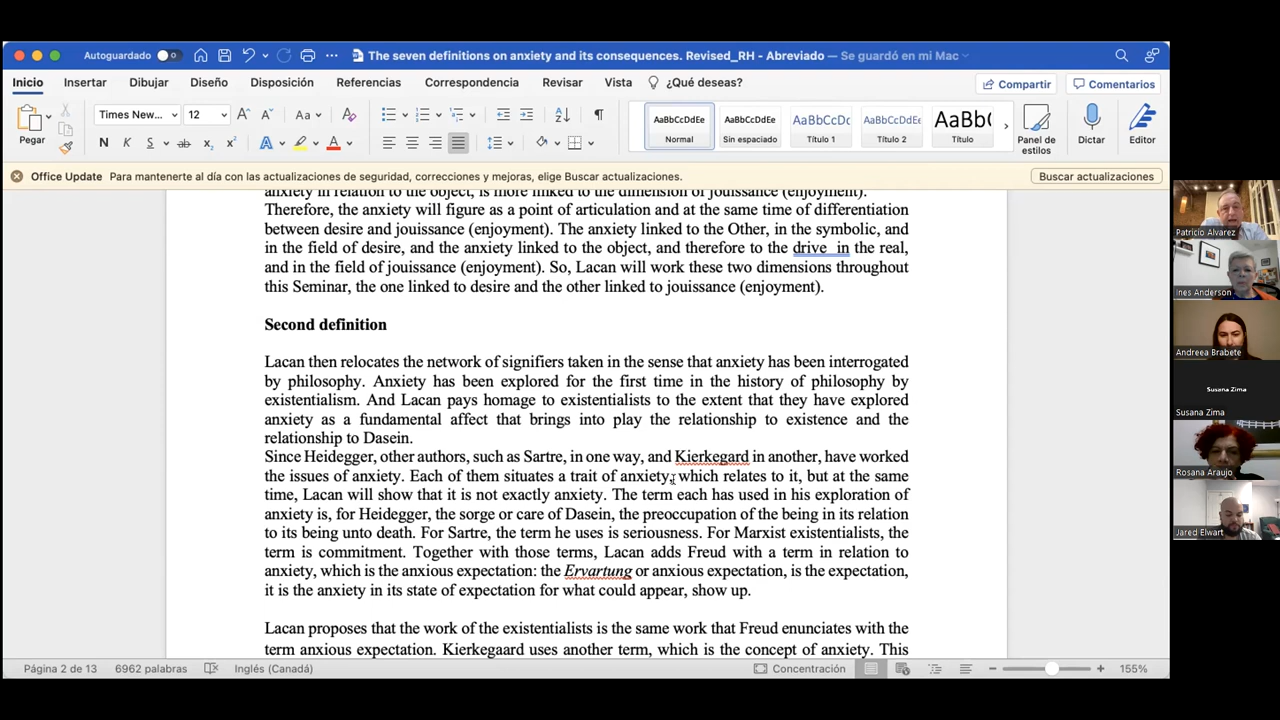 Autoguardado
The seven definitions on anxiety and its consequences. Revised_RH - Abreviado — Se guardó en mi Mac
Inicio Insertar Dibujar Diseño Disposición Referencias Correspondencia Revisar Vista ¿Qué deseas?
Compartir Comentarios
Pegar
Times New... 12
N K S ab x₂ x²
AaBbCcDdEe AaBbCcDdEe AaBbCcDc AaBbCcDdEe AaBb(
Normal Sin espaciado Título 1 Título 2 Título
Panel de estilos
Dictar
Editor
Office Update Para mantenerte al día con las actualizaciones de seguridad, correcciones y mejoras, elige Buscar actualizaciones. Buscar actualizaciones
anxiety in relation to the object, is more linked to the dimension of jouissance (enjoyment).
Therefore, the anxiety will figure as a point of articulation and at the same time of differentiation
between desire and jouissance (enjoyment). The anxiety linked to the Other, in the symbolic, and
in the field of desire, and the anxiety linked to the object, and therefore to the drive in the real,
and in the field of jouissance (enjoyment). So, Lacan will work these two dimensions throughout
this Seminar, the one linked to desire and the other linked to jouissance (enjoyment).
Second definition
Lacan then relocates the network of signifiers taken in the sense that anxiety has been interrogated
by philosophy. Anxiety has been explored for the first time in the history of philosophy by
existentialism. And Lacan pays homage to existentialists to the extent that they have explored
anxiety as a fundamental affect that brings into play the relationship to existence and the
relationship to Dasein.
Since Heidegger, other authors, such as Sartre, in one way, and Kierkegard in another, have worked
the issues of anxiety. Each of them situates a trait of anxiety, which relates to it, but at the same
time, Lacan will show that it is not exactly anxiety. The term each has used in his exploration of
anxiety is, for Heidegger, the sorge or care of Dasein, the preoccupation of the being in its relation
to its being unto death. For Sartre, the term he uses is seriousness. For Marxist existentialists, the
term is commitment. Together with those terms, Lacan adds Freud with a term in relation to
anxiety, which is the anxious expectation: the Ervartung or anxious expectation, is the expectation,
it is the anxiety in its state of expectation for what could appear, show up.
Lacan proposes that the work of the existentialists is the same work that Freud enunciates with the
term anxious expectation. Kierkegaard uses another term, which is the concept of anxiety. This
Página 2 de 13 6962 palabras Inglés (Canadá) Concentración 155%
Patricio Alvarez
Ines Anderson
Andreea Brabete
Susana Zima
Susana Zima
Rosana Araujo
Jared Elwart